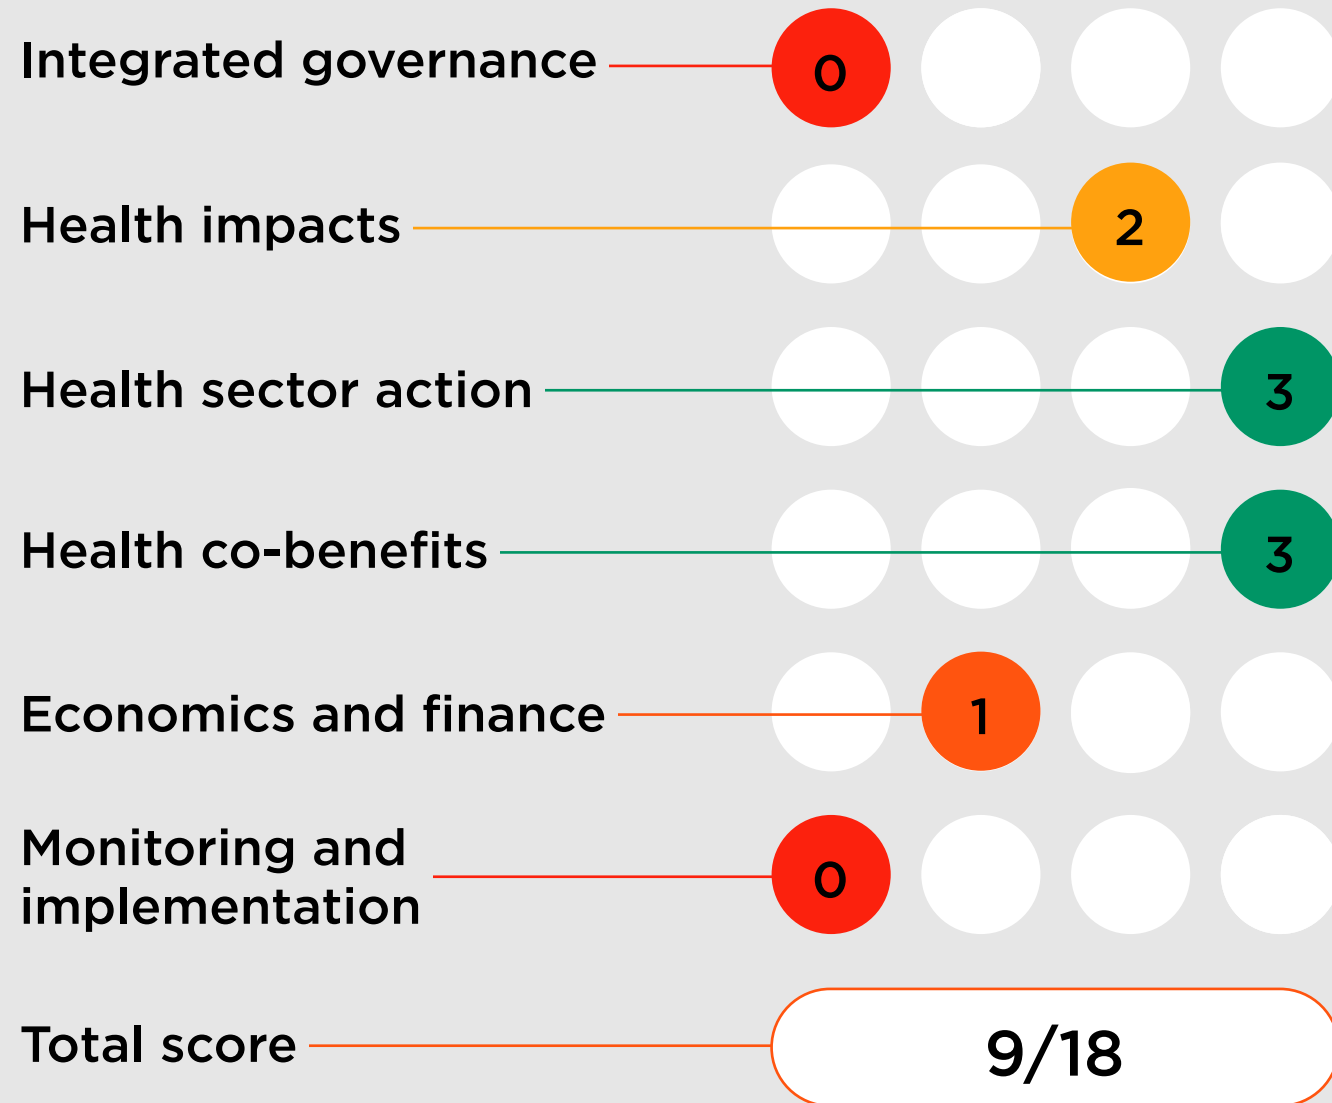 Integrated governance 0
Health impacts 2
Health sector action 3
Health co-benefits 3
Economics and finance 1
Monitoring and
implementation 0
Total score 9/18